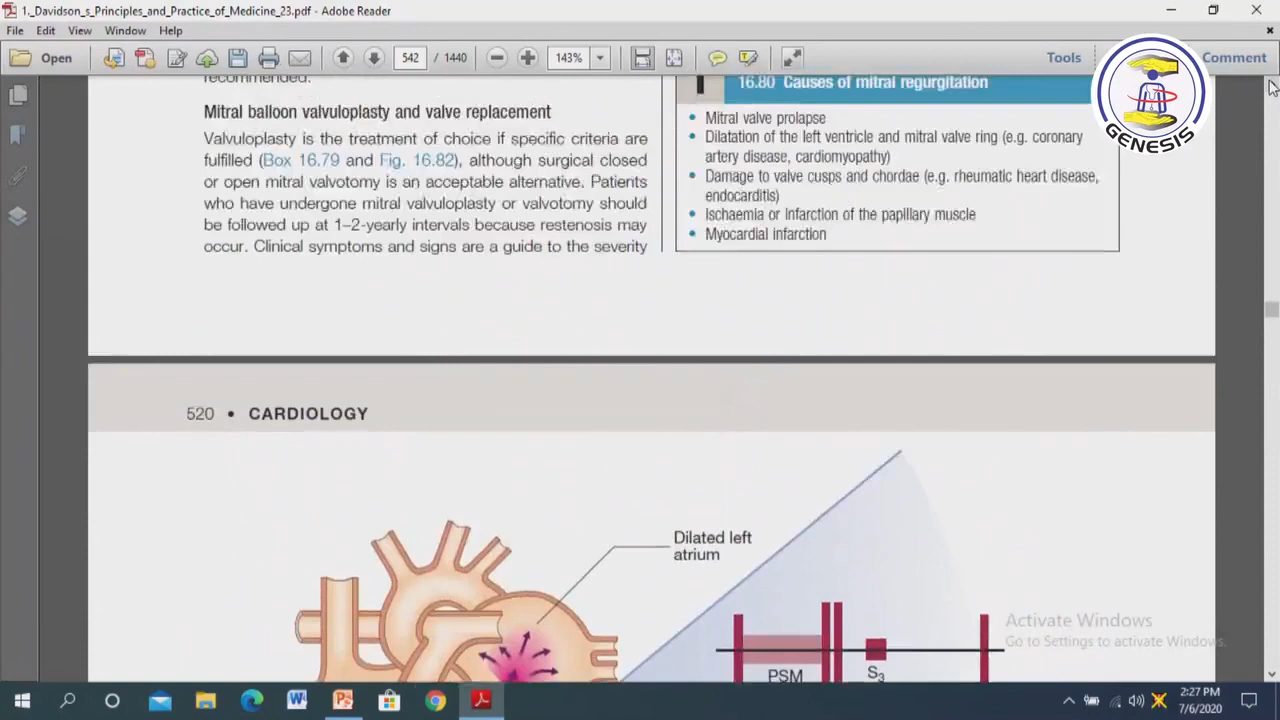 1._Davidson_s_Principles_and_Practice_of_Medicine_23.pdf - Adobe Reader
File Edit View Window Help
Open
542 / 1440
143%
Tools
Comment
GENESIS
recommended.
Mitral balloon valvuloplasty and valve replacement
Valvuloplasty is the treatment of choice if specific criteria are
fulfilled (Box 16.79 and Fig. 16.82), although surgical closed
or open mitral valvotomy is an acceptable alternative. Patients
who have undergone mitral valvuloplasty or valvotomy should
be followed up at 1–2-yearly intervals because restenosis may
occur. Clinical symptoms and signs are a guide to the severity
16.80 Causes of mitral regurgitation
• Mitral valve prolapse
• Dilatation of the left ventricle and mitral valve ring (e.g. coronary
artery disease, cardiomyopathy)
• Damage to valve cusps and chordae (e.g. rheumatic heart disease,
endocarditis)
• Ischaemia or infarction of the papillary muscle
• Myocardial infarction
520 • CARDIOLOGY
Dilated left
atrium
PSM
S3
Activate Windows
Go to Settings to activate Windows.
2:27 PM
7/6/2020